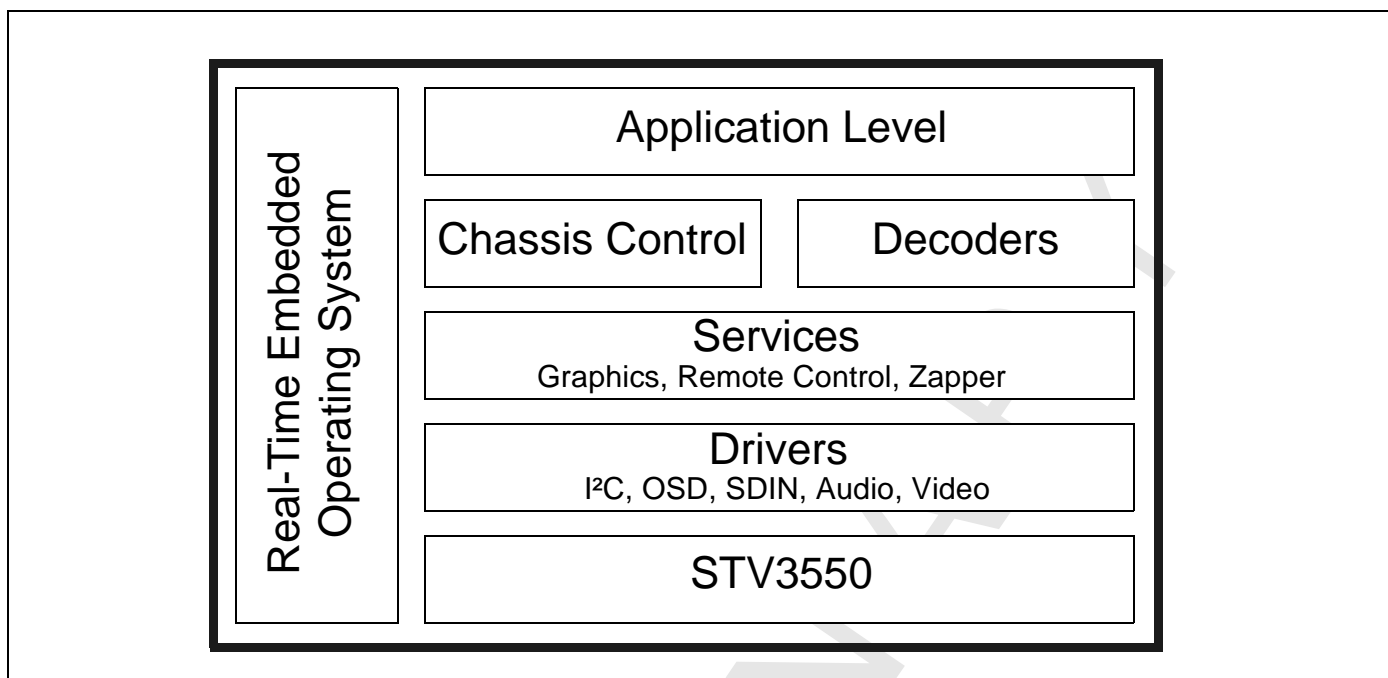 Real-Time Embedded
Operating System
Application Level
Chassis Control
Decoders
Services
Graphics, Remote Control, Zapper
Drivers
I²C, OSD, SDIN, Audio, Video
STV3550